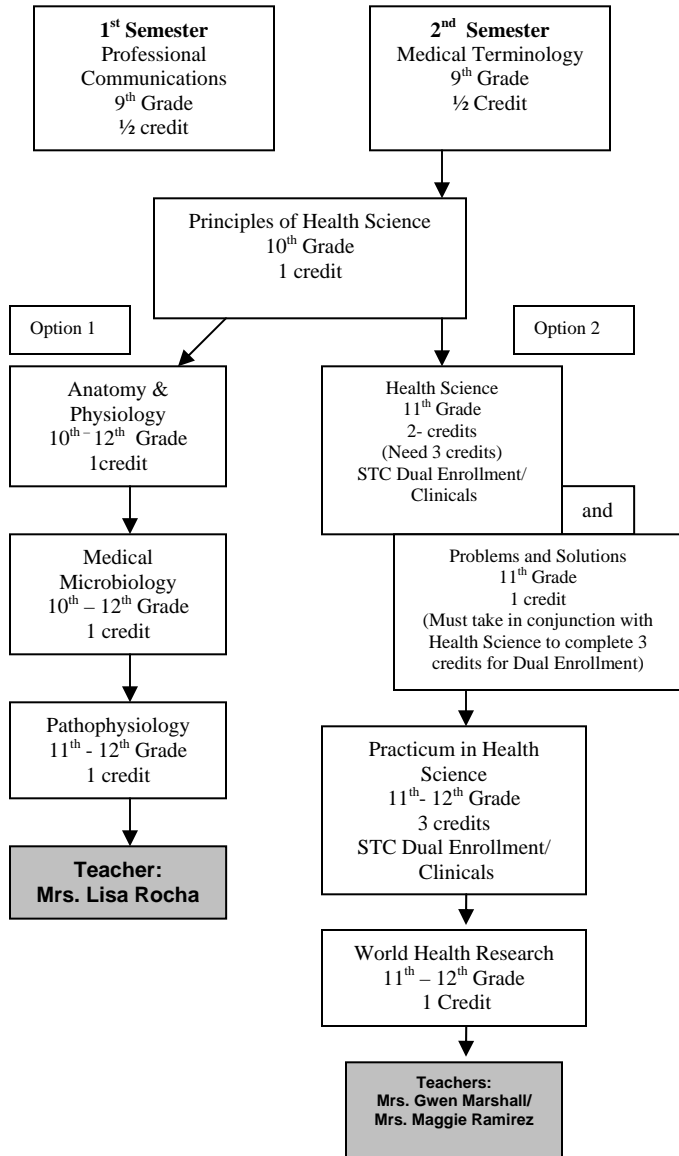 1st Semester
Professional
Communications
9th Grade
½ credit
2nd Semester
Medical Terminology
9th Grade
½ Credit
Principles of Health Science
10th Grade
1 credit
Option 1
Option 2
Anatomy &
Physiology
10th – 12th Grade
1credit
Medical
Microbiology
10th – 12th Grade
1 credit
Pathophysiology
11th - 12th Grade
1 credit
Teacher:
Mrs. Lisa Rocha
Health Science
11th Grade
2- credits
(Need 3 credits)
STC Dual Enrollment/
Clinicals
and
Problems and Solutions
11th Grade
1 credit
(Must take in conjunction with
Health Science to complete 3
credits for Dual Enrollment)
Practicum in Health
Science
11th- 12th Grade
3 credits
STC Dual Enrollment/
Clinicals
World Health Research
11th – 12th Grade
1 Credit
Teachers:
Mrs. Gwen Marshall/
Mrs. Maggie Ramirez